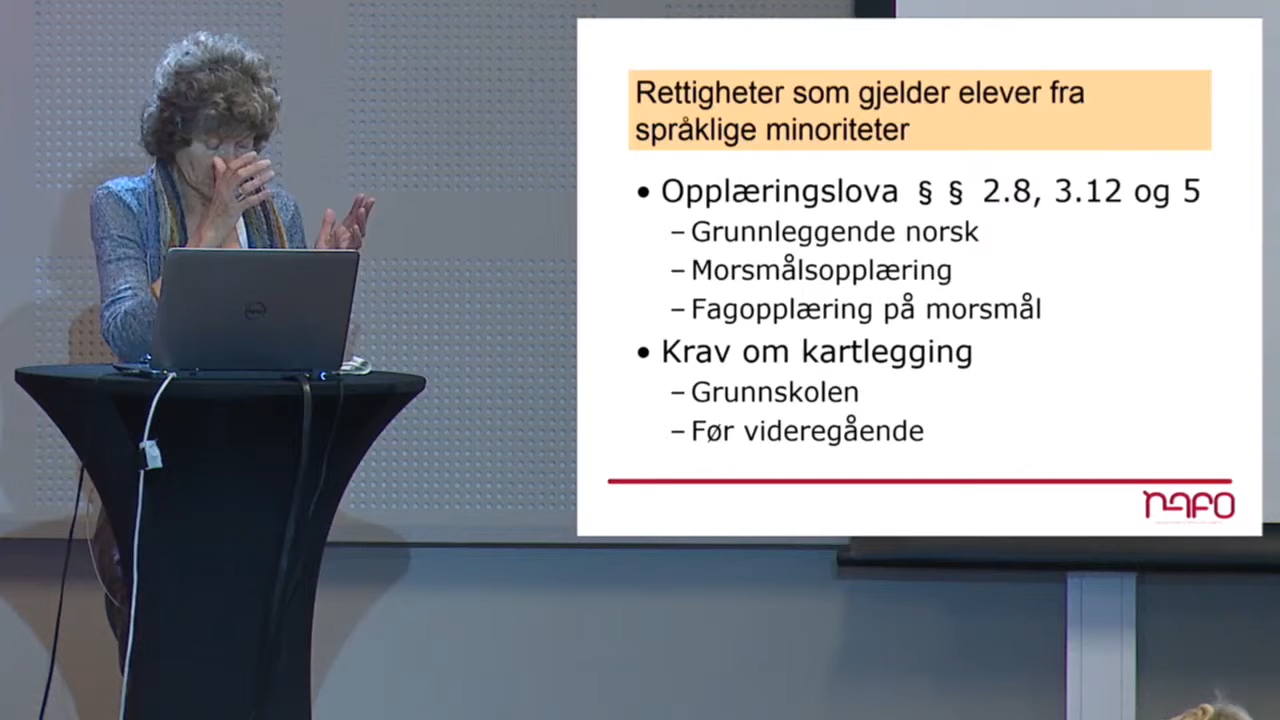 Rettigheter som gjelder elever fra
språklige minoriteter
• Opplæringslova § § 2.8, 3.12 og 5
– Grunnleggende norsk
– Morsmålsopplæring
– Fagopplæring på morsmål
• Krav om kartlegging
– Grunnskolen
– Før videregående
nafo
DELL